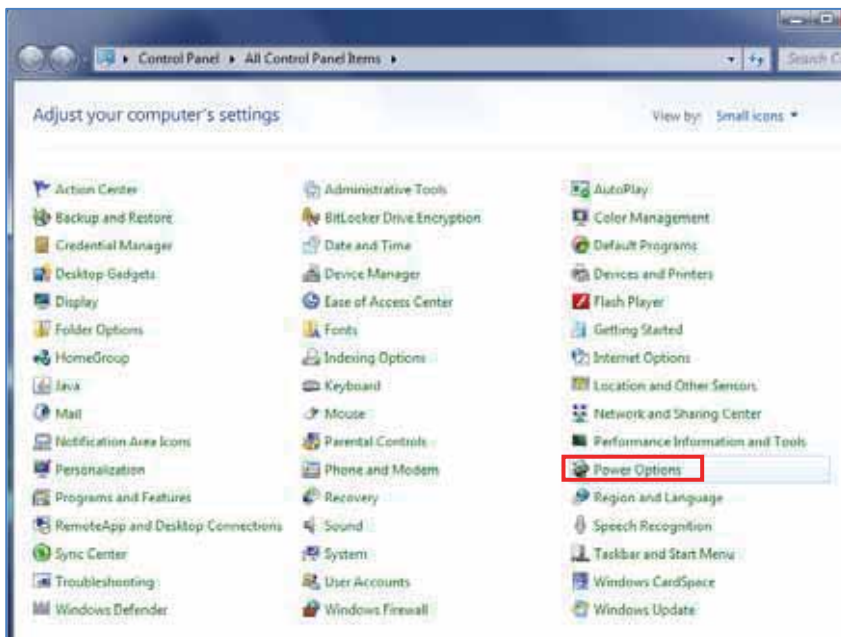 Control Panel ▸ All Control Panel Items ▸
Search C
Adjust your computer's settings
View by: Small icons
Action Center
Administrative Tools
AutoPlay
Backup and Restore
BitLocker Drive Encryption
Color Management
Credential Manager
Date and Time
Default Programs
Desktop Gadgets
Device Manager
Devices and Printers
Display
Ease of Access Center
Flash Player
Folder Options
Fonts
Getting Started
HomeGroup
Indexing Options
Internet Options
Java
Keyboard
Location and Other Sensors
Mail
Mouse
Network and Sharing Center
Notification Area Icons
Parental Controls
Performance Information and Tools
Personalization
Phone and Modem
Power Options
Programs and Features
Recovery
Region and Language
RemoteApp and Desktop Connections
Sound
Speech Recognition
Sync Center
System
Taskbar and Start Menu
Troubleshooting
User Accounts
Windows CardSpace
Windows Defender
Windows Firewall
Windows Update